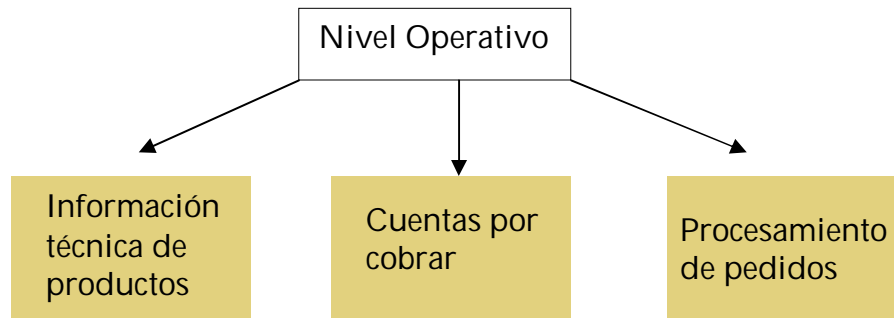 Nivel Operativo
Información
técnica de
productos
Cuentas por
cobrar
Procesamiento
de pedidos